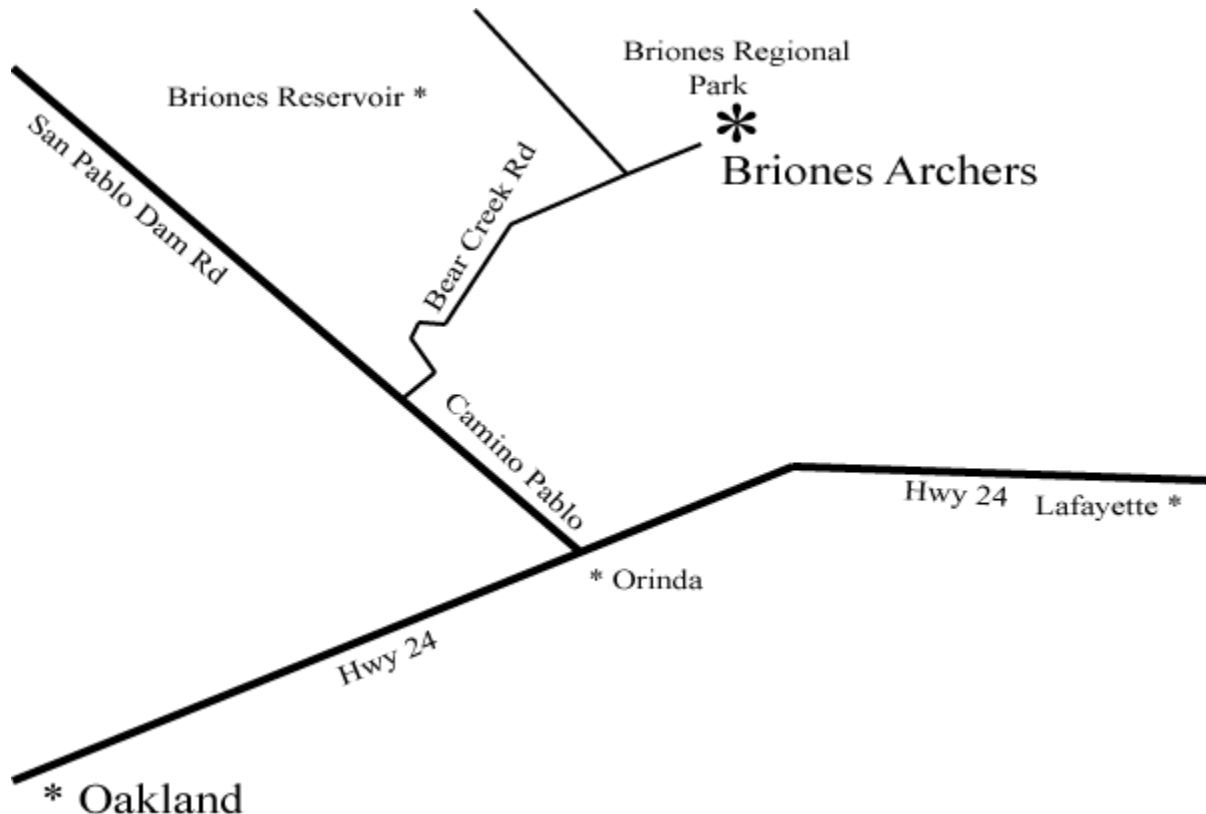 Briones Regional
Park
Briones Reservoir *
*
Briones Archers
San Pablo Dam Rd
Bear Creek Rd
Camino Pablo
Hwy 24
Lafayette *
* Orinda
Hwy 24
* Oakland